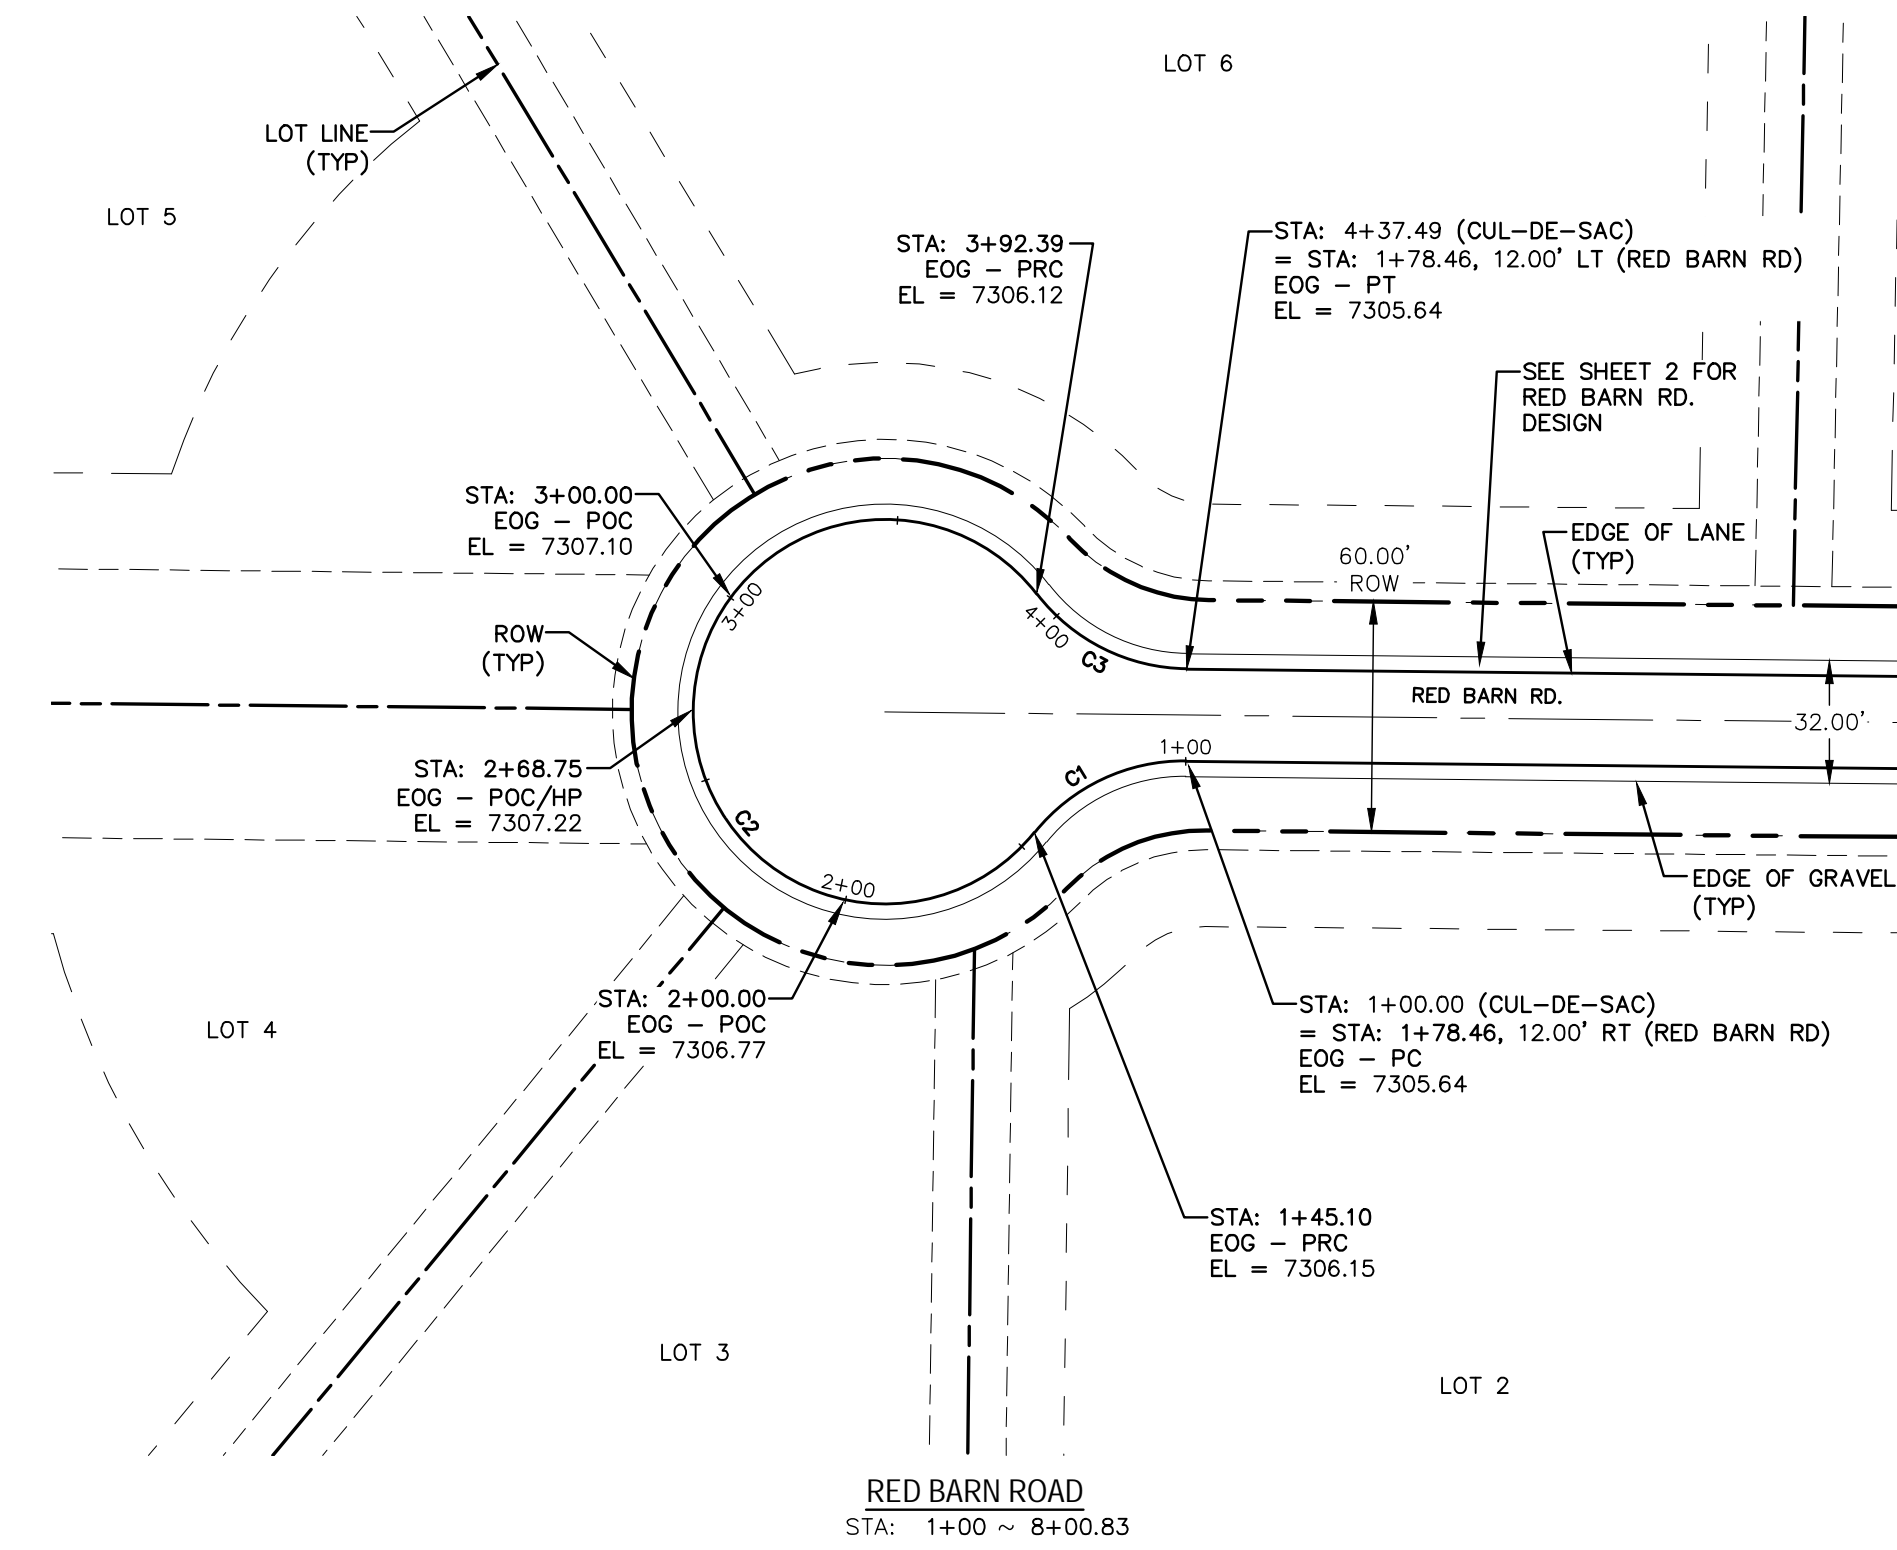 LOT 6
LOT LINE
(TYP)
LOT 5
STA: 3+92.39
EOG – PRC
EL = 7306.12
STA: 4+37.49 (CUL–DE–SAC)
= STA: 1+78.46, 12.00' LT (RED BARN RD)
EOG – PT
EL = 7305.64
SEE SHEET 2 FOR
RED BARN RD.
DESIGN
STA: 3+00.00
EOG – POC
EL = 7307.10
EDGE OF LANE
(TYP)
60.00'
ROW
3+00
4+00
C3
ROW
(TYP)
RED BARN RD.
32.00'
1+00
STA: 2+68.75
EOG – POC/HP
EL = 7307.22
C1
C2
2+00
EDGE OF GRAVEL
(TYP)
STA: 2+00.00
EOG – POC
EL = 7306.77
STA: 1+00.00 (CUL–DE–SAC)
= STA: 1+78.46, 12.00' RT (RED BARN RD)
EOG – PC
EL = 7305.64
LOT 4
STA: 1+45.10
EOG – PRC
EL = 7306.15
LOT 3
LOT 2
RED BARN ROAD
STA: 1+00 ~ 8+00.83